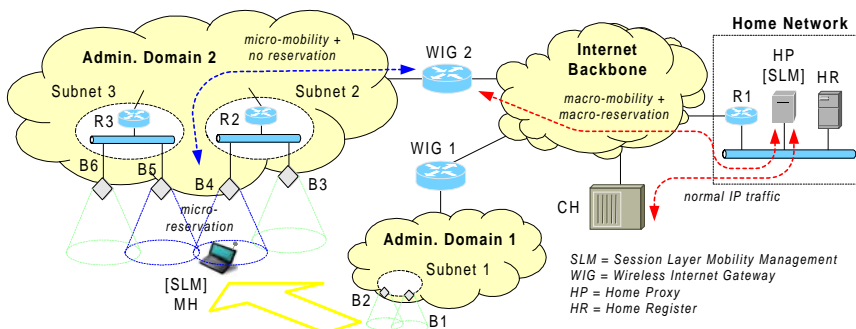 Home Network
Admin. Domain 2
micro-mobility +
no reservation
WIG 2
Internet
Backbone
HP
[SLM]
HR
Subnet 3
Subnet 2
macro-mobility +
macro-reservation
R1
R3
R2
B6
B5
B4
B3
WIG 1
micro-
reservation
CH
normal IP traffic
[SLM]
MH
Admin. Domain 1
Subnet 1
B2
B1
SLM = Session Layer Mobility Management
WIG = Wireless Internet Gateway
HP = Home Proxy
HR = Home Register